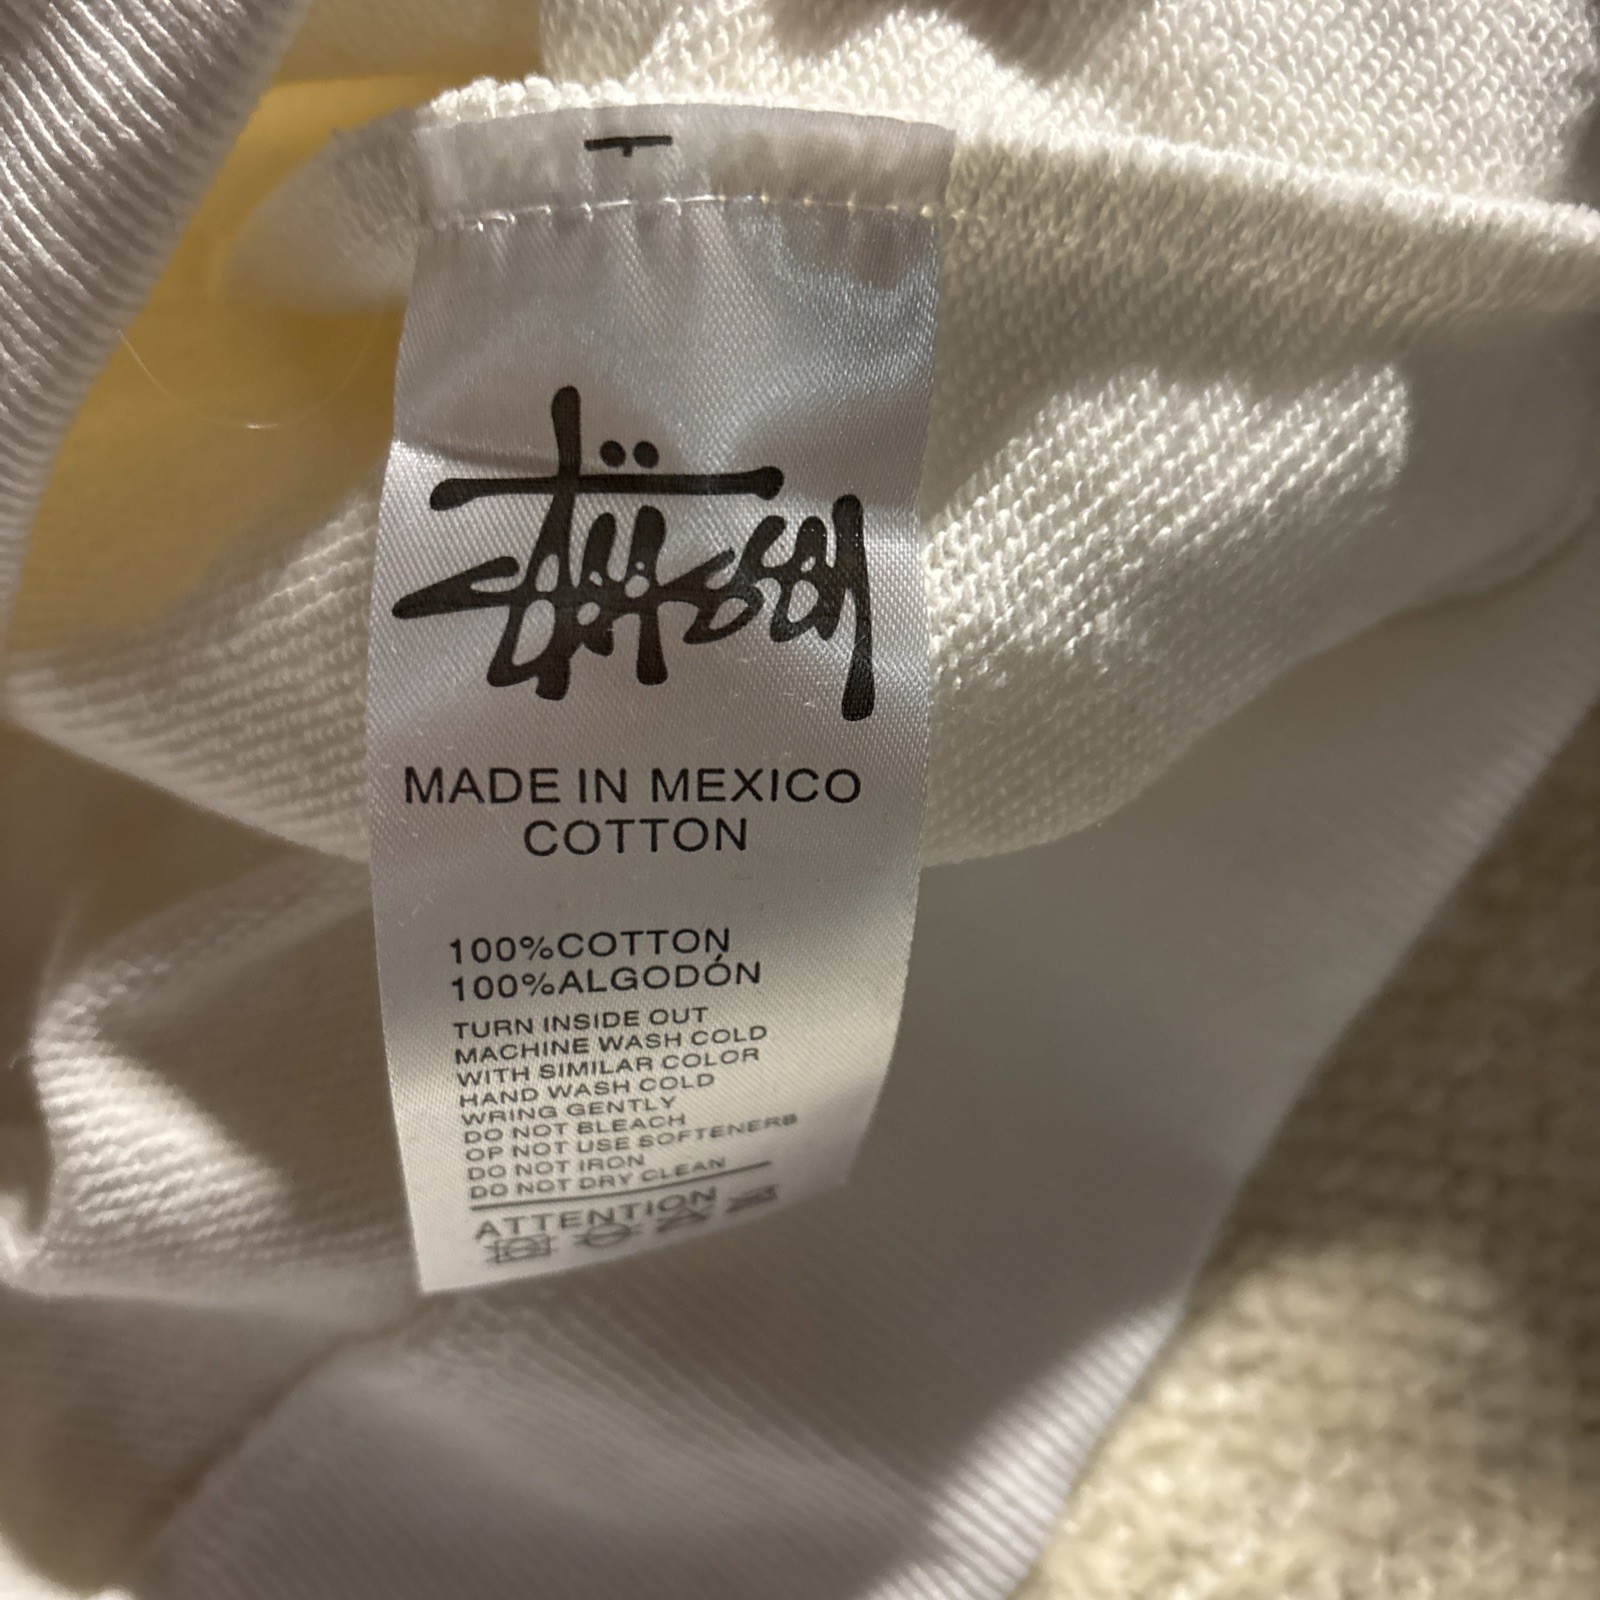 Stüssy
MADE IN MEXICO
COTTON
100%COTTON
100%ALGODÓN
TURN INSIDE OUT
MACHINE WASH COLD
WITH SIMILAR COLOR
HAND WASH COLD
WRING GENTLY
DO NOT BLEACH
OP NOT USE SOFTENERB
DO NOT IRON
DO NOT DRY CLEAN
ATTENTION